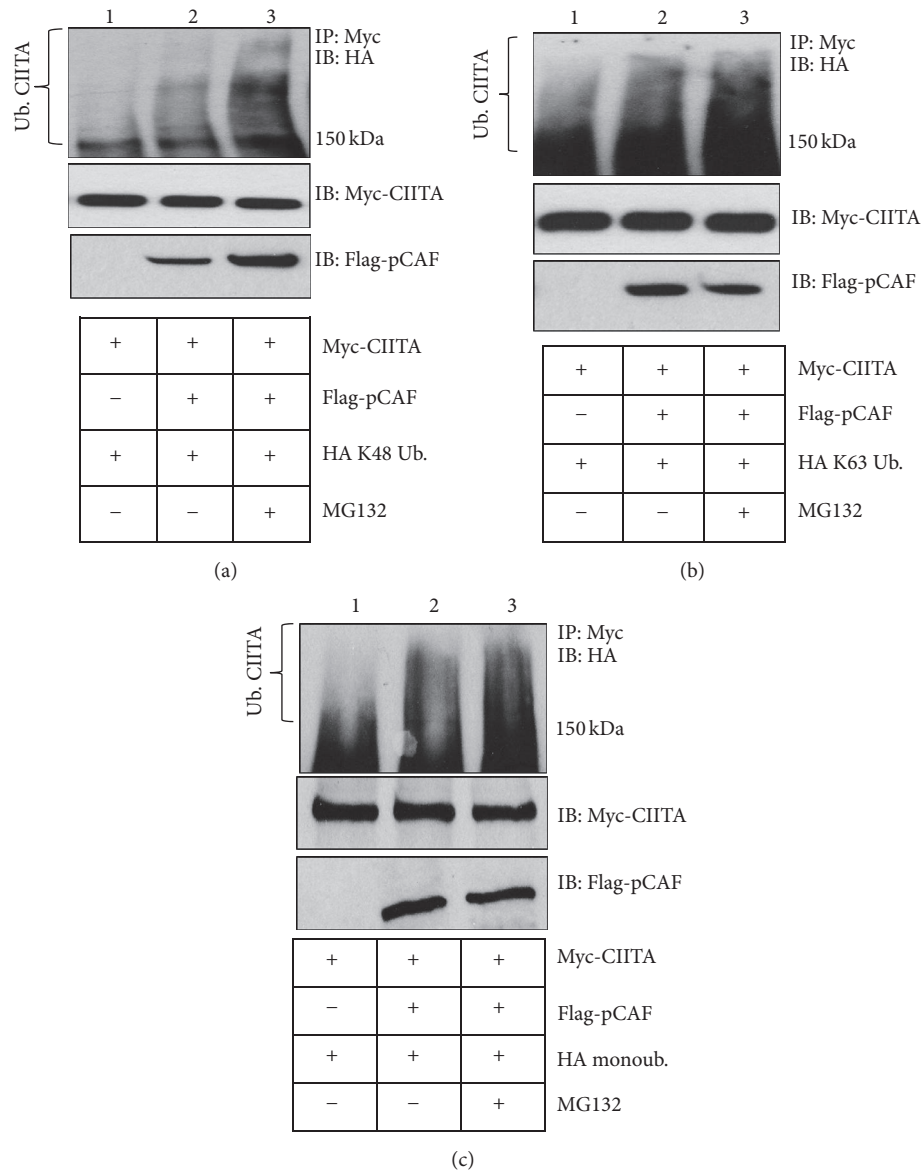 1 2 3
IP: Myc
IB: HA
Ub. CIITA
150 kDa
IB: Myc-CIITA
IB: Flag-pCAF
+ + + Myc-CIITA
− + + Flag-pCAF
+ + + HA K48 Ub.
− − + MG132
(a)
1 2 3
IP: Myc
IB: HA
Ub. CIITA
150 kDa
IB: Myc-CIITA
IB: Flag-pCAF
+ + + Myc-CIITA
− + + Flag-pCAF
+ + + HA K63 Ub.
− − + MG132
(b)
1 2 3
IP: Myc
IB: HA
Ub. CIITA
150 kDa
IB: Myc-CIITA
IB: Flag-pCAF
+ + + Myc-CIITA
− + + Flag-pCAF
+ + + HA monoub.
− − + MG132
(c)